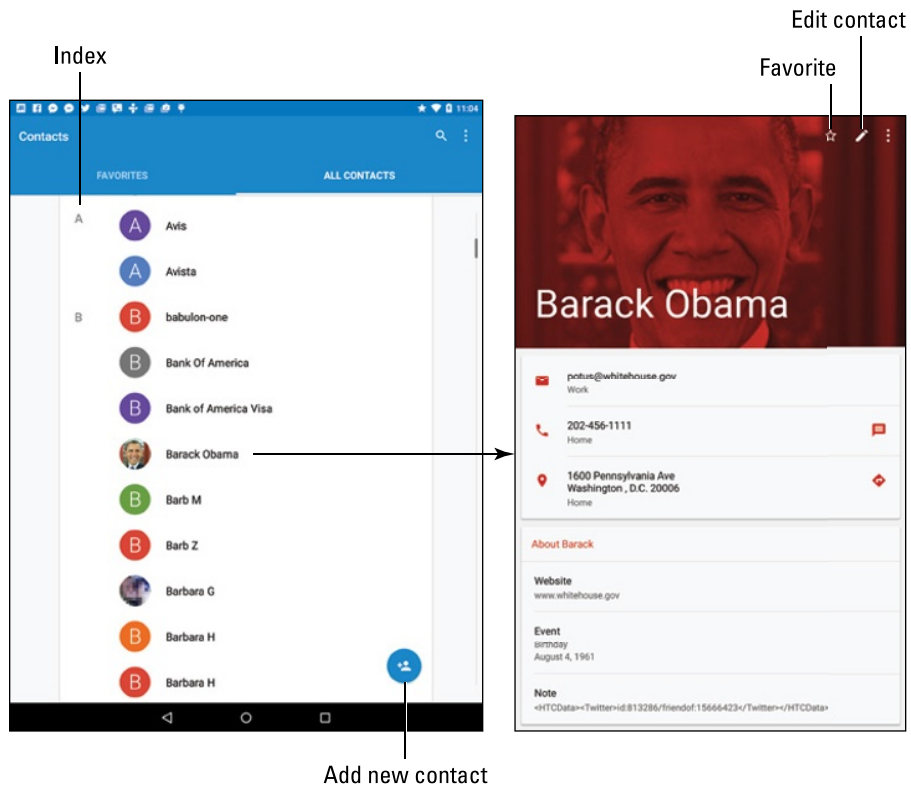 Edit contact
Index
Favorite
11:04
Contacts
FAVORITES
ALL CONTACTS
A
A
Avis
A
Avista
B
B
babulon-one
B
Bank Of America
B
Bank of America Visa
Barack Obama
B
Barb M
B
Barb Z
Barbara G
B
Barbara H
B
Barbara H
Add new contact
Barack Obama
potus@whitehouse.gov
Work
202-456-1111
Home
1600 Pennsylvania Ave
Washington , D.C. 20006
Home
About Barack
Website
www.whitehouse.gov
Event
Birthday
August 4, 1961
Note
<HTCData><Twitter>id:813286/friendof:15666423</Twitter></HTCData>